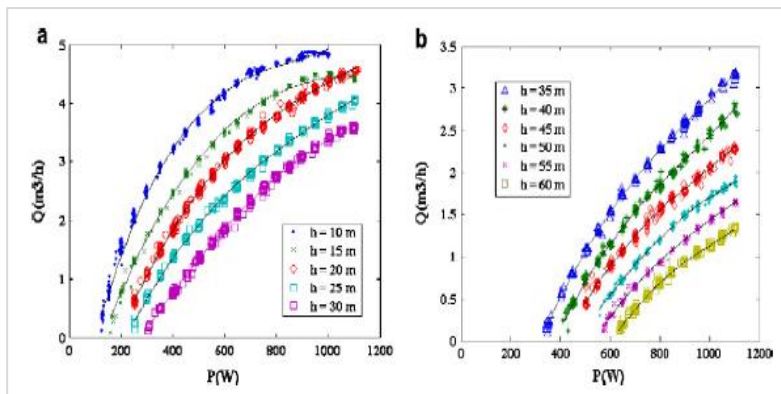 a
Q(m3/h)
5
4
3
2
1
0
0 200 400 600 800 1000 1200
P(W)
h = 10 m
h = 15 m
h = 20 m
h = 25 m
h = 30 m
b
Q(m3/h)
3.5
3
2.5
2
1.5
1
0.5
0
0 200 400 600 800 1000 1200
P(W)
h = 35 m
h = 40 m
h = 45 m
h = 50 m
h = 55 m
h = 60 m